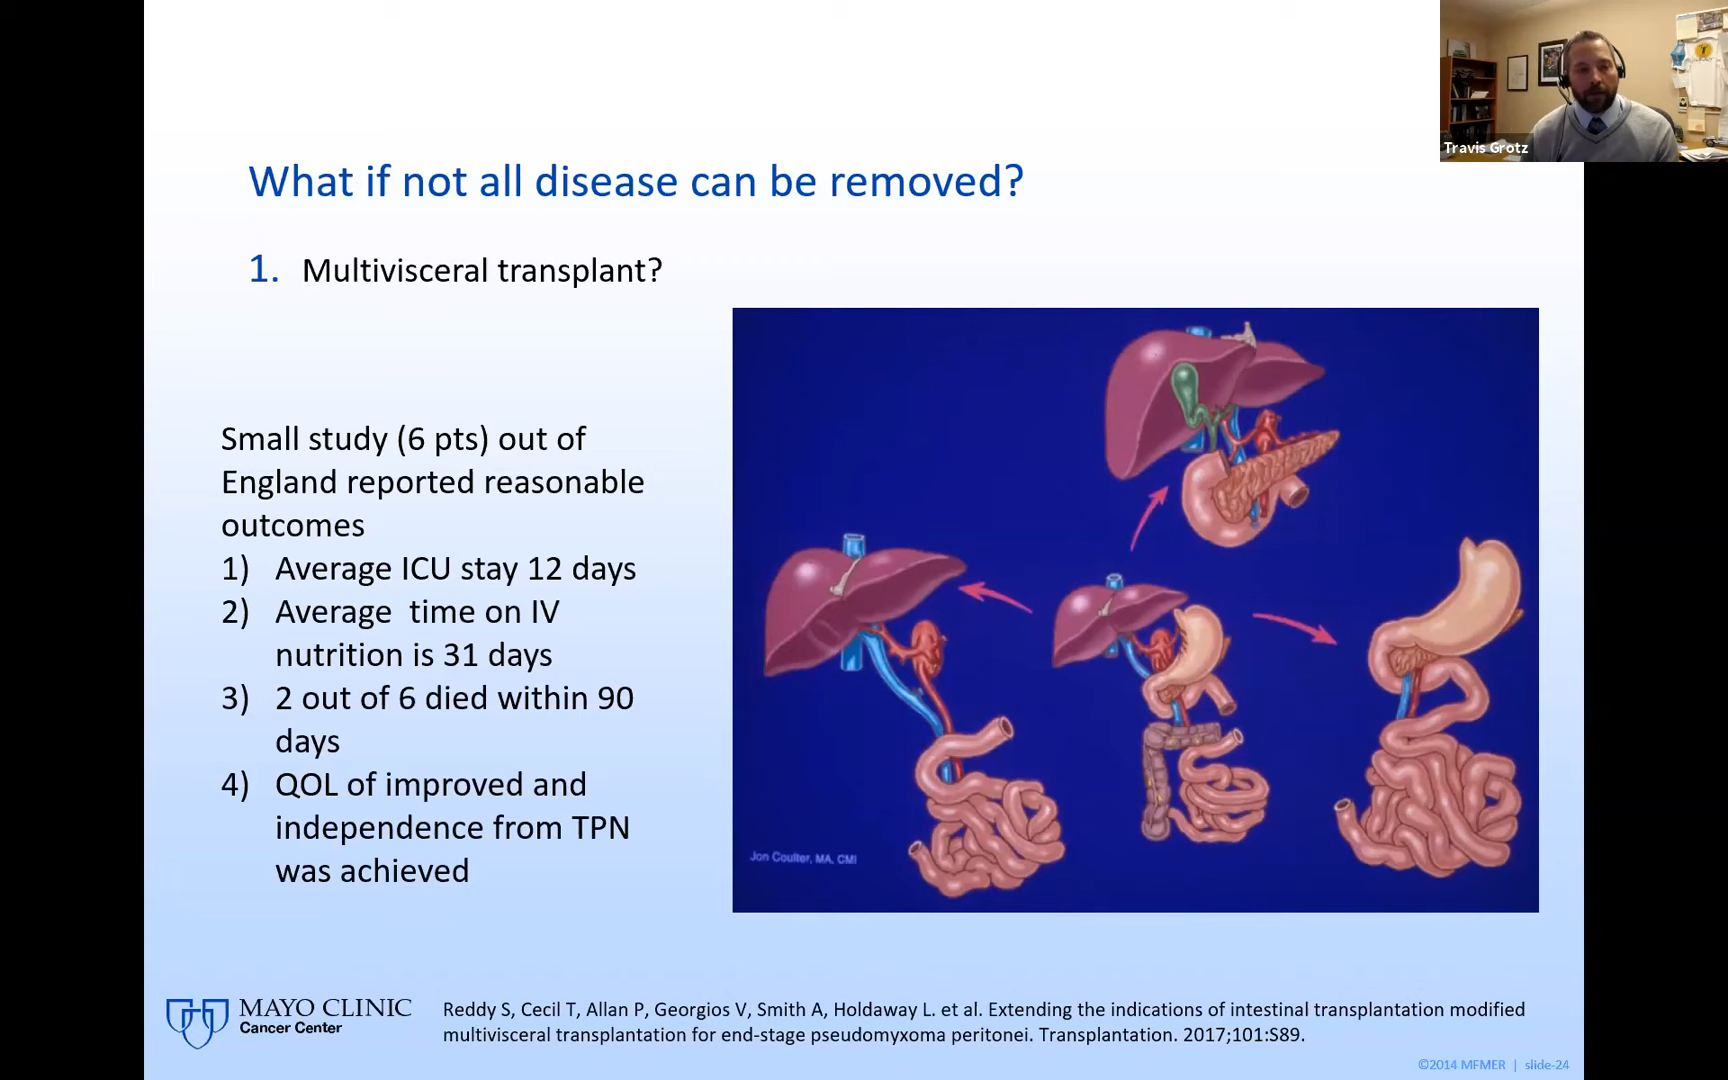 Travis Grotz
What if not all disease can be removed?
1. Multivisceral transplant?
Small study (6 pts) out of
England reported reasonable
outcomes
1) Average ICU stay 12 days
2) Average  time on IV
nutrition is 31 days
3) 2 out of 6 died within 90
days
4) QOL of improved and
independence from TPN
was achieved
Jon Coulter, MA, CMI
MAYO CLINIC
Cancer Center
Reddy S, Cecil T, Allan P, Georgios V, Smith A, Holdaway L. et al. Extending the indications of intestinal transplantation modified
multivisceral transplantation for end-stage pseudomyxoma peritonei. Transplantation. 2017;101:S89.
©2014 MFMER | slide-24